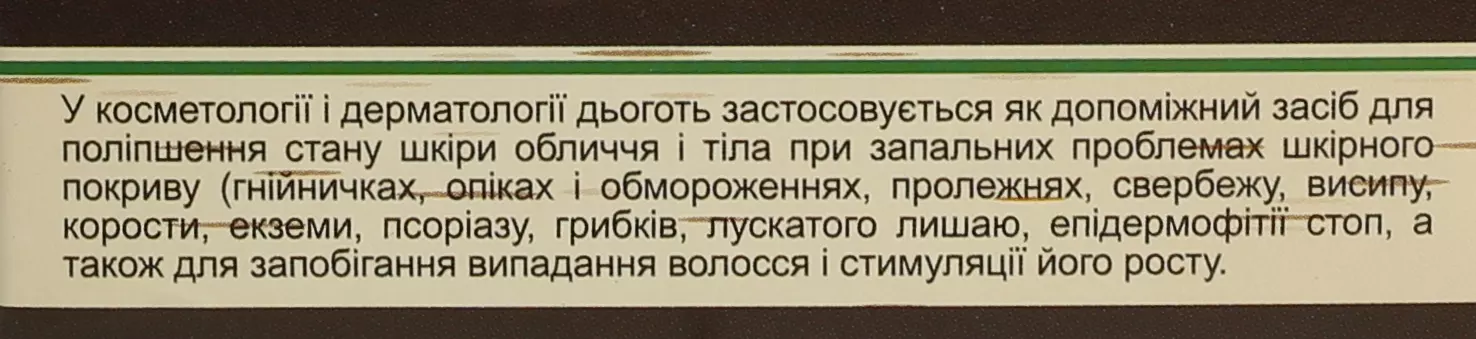 У косметології і дерматології дьоготь застосовується як допоміжний засіб для
поліпшення стану шкіри обличчя і тіла при запальних проблемах шкірного
покриву (гнійничках, опіках і обмороженнях, пролежнях, свербежу, висипу,
корости, екземи, псоріазу, грибків, лускатого лишаю, епідермофітії стоп, а
також для запобігання випадання волосся і стимуляції його росту.